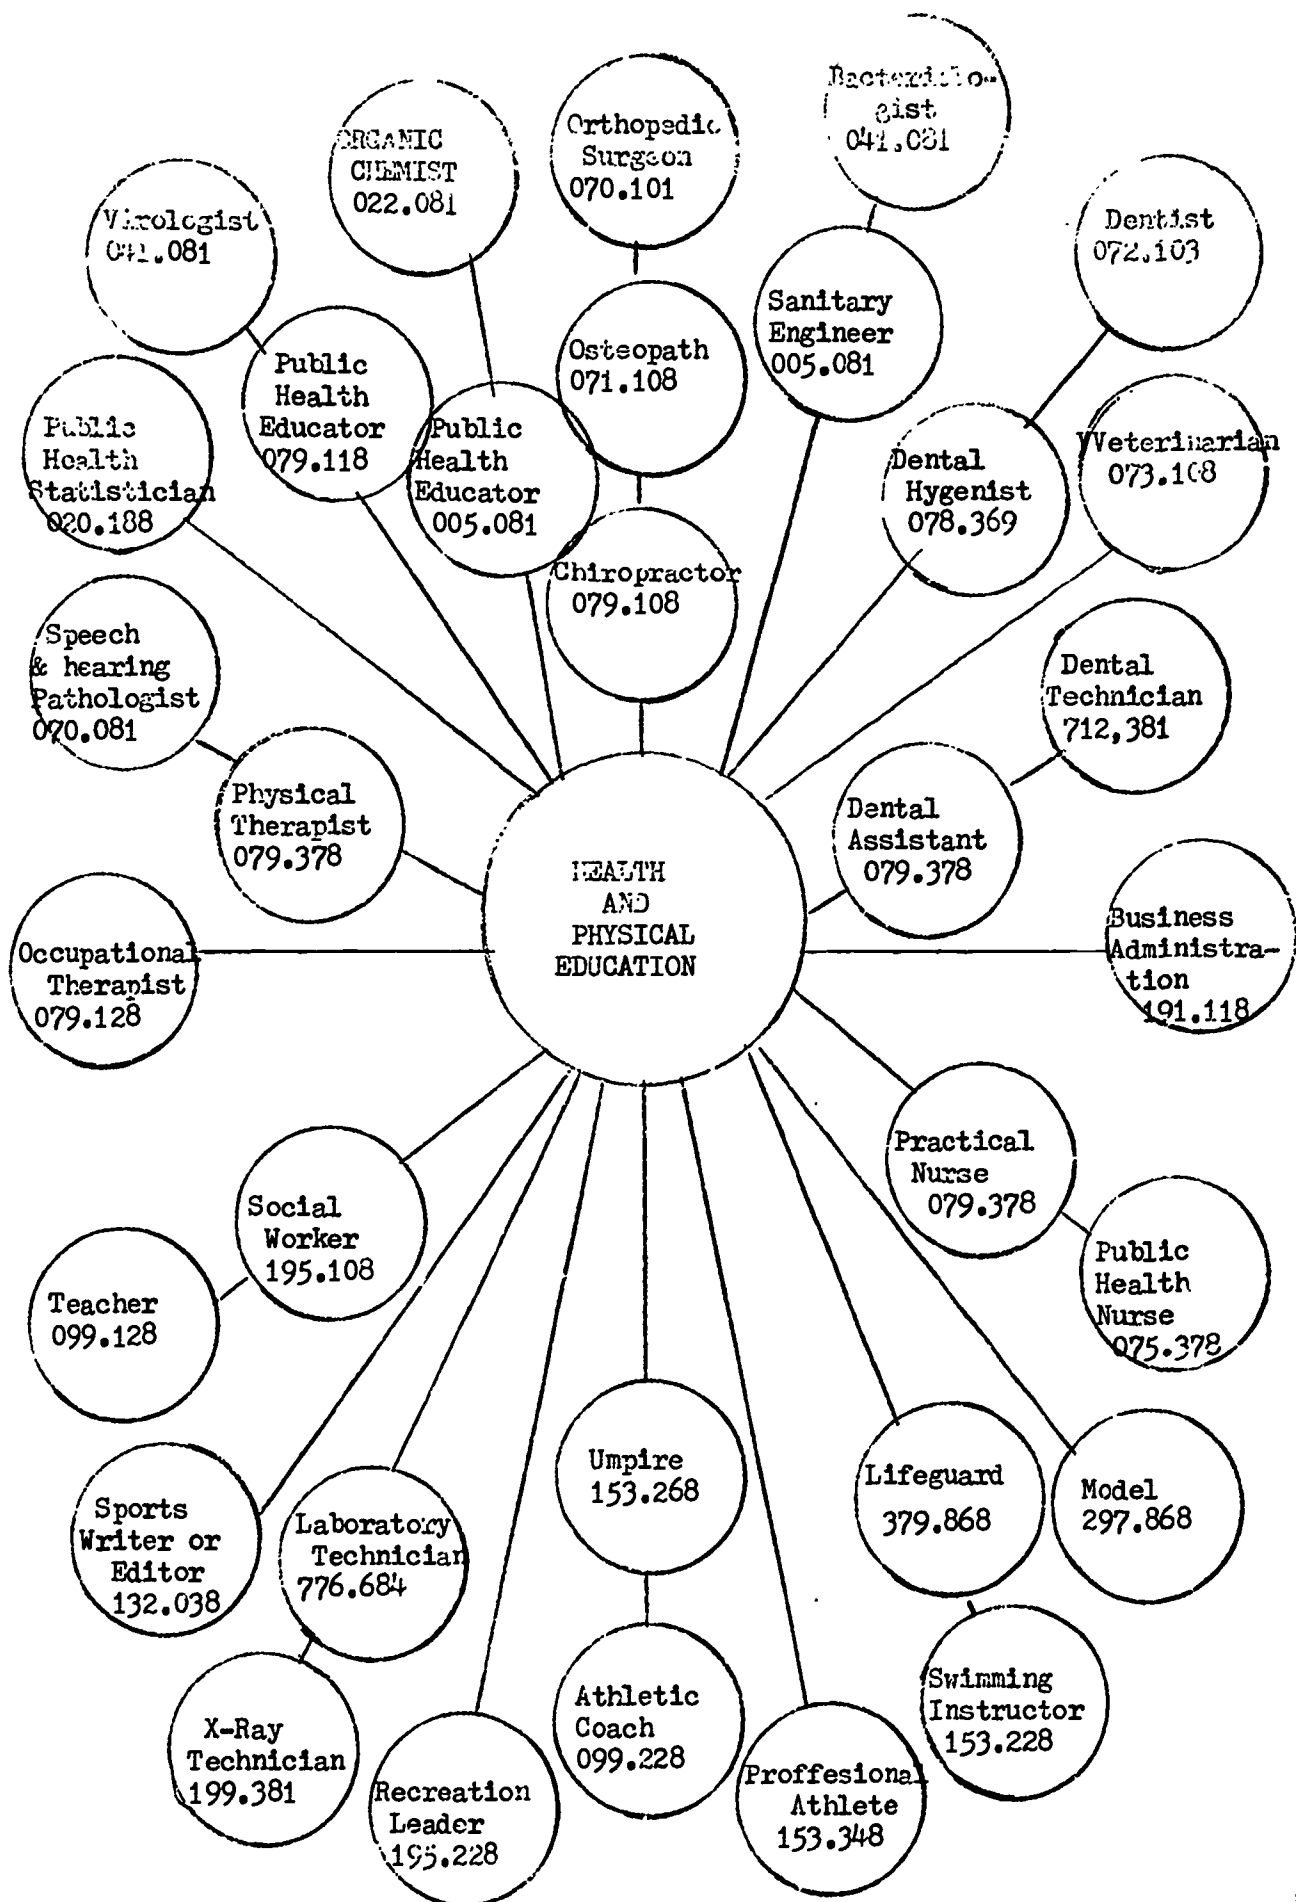 Bacteriolo-
gist
041.081
Orthopedic
Surgeon
070.101
ORGANIC
CHEMIST
022.081
Dentist
072.103
Virologist
041.081
Sanitary
Engineer
005.081
Osteopath
071.108
Public
Health
Educator
079.118
Public
Health
Educator
005.081
Public
Health
Statistician
020.188
Dental
Hygenist
078.369
VVeterinarian
073.108
Chiropractor
079.108
Speech
& hearing
Pathologist
070.081
Dental
Technician
712,381
Physical
Therapist
079.378
Dental
Assistant
079.378
HEALTH
AND
PHYSICAL
EDUCATION
Business
Administra-
tion
191.118
Occupational
Therapist
079.128
Practical
Nurse
079.378
Social
Worker
195.108
Public
Health
Nurse
075.378
Teacher
099.128
Umpire
153.268
Lifeguard
379.868
Model
297.868
Sports
Writer or
Editor
132.038
Laboratory
Technician
776.684
Swimming
Instructor
153.228
Athletic
Coach
099.228
X-Ray
Technician
199.381
Recreation
Leader
195.228
Proffesional
Athlete
153.348